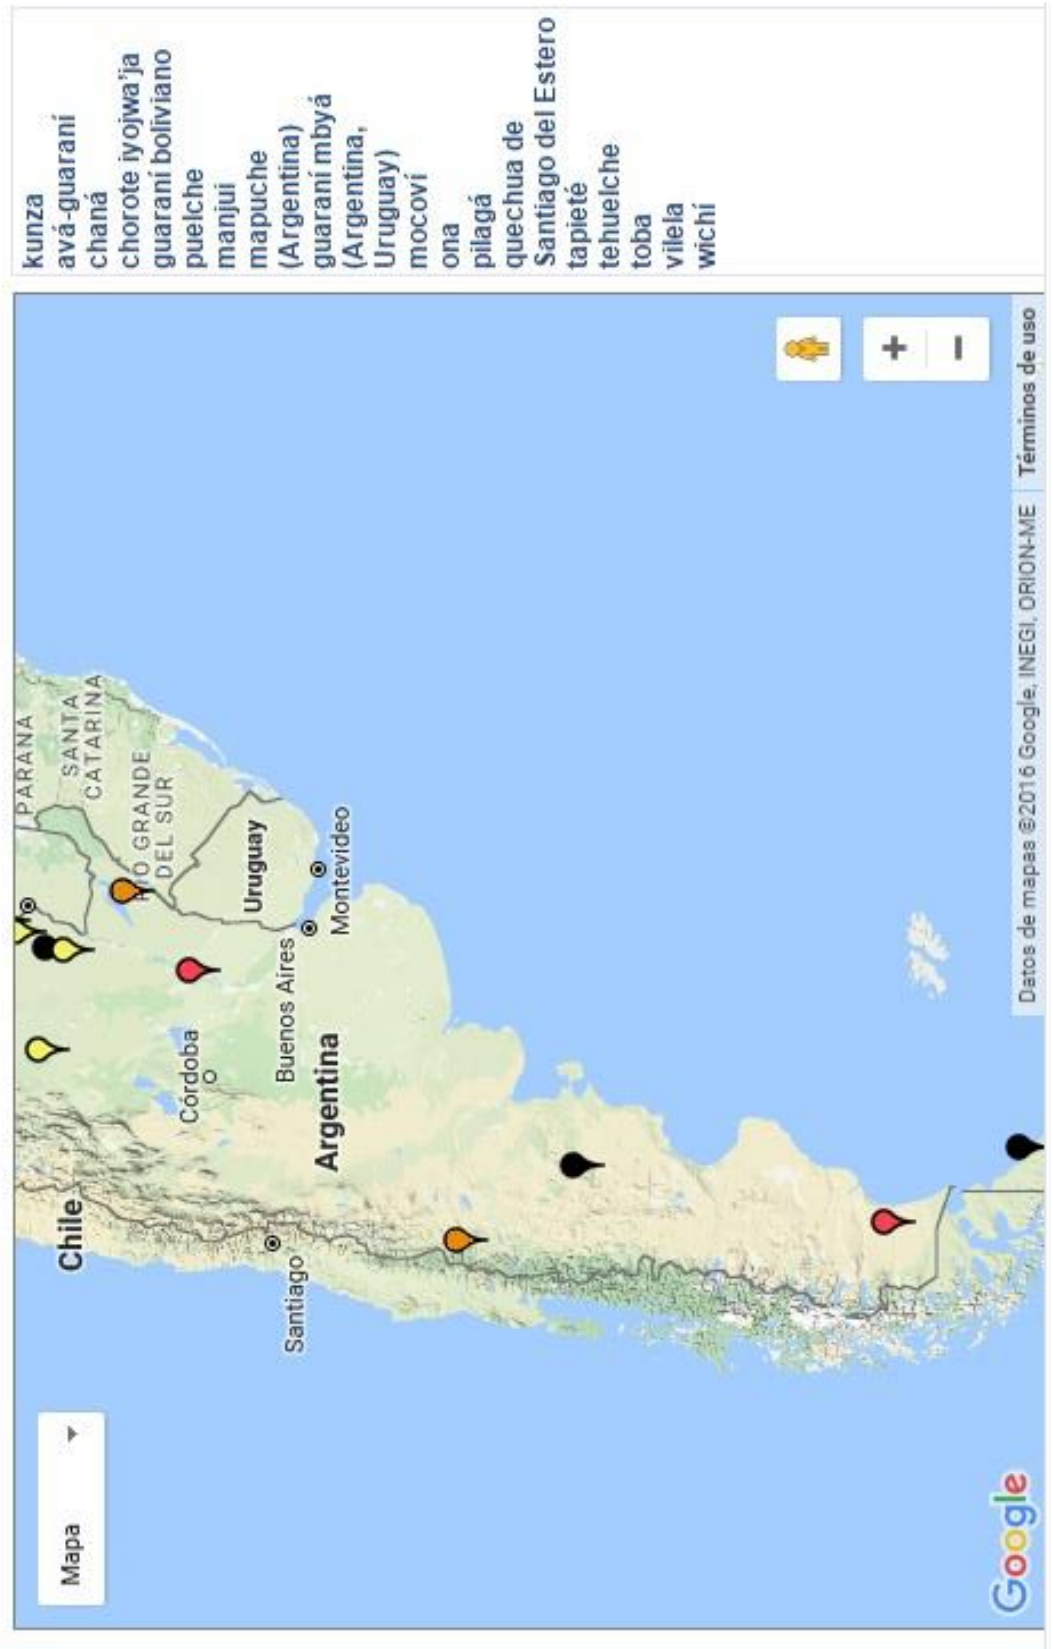 Mapa
PARANÁ
SANTA
CATARINA
RIO GRANDE
DEL SUR
Chile
Córdoba
Uruguay
Santiago
Buenos Aires
Montevideo
Argentina
Google
Datos de mapas ©2016 Google, INEGI, ORION-ME
Términos de uso
+
−
kunza
avá-guaraní
chaná
chorote iyojwa'ja
guaraní boliviano
puelche
manjui
mapuche
(Argentina)
guaraní mbyá
(Argentina,
Uruguay)
mocoví
ona
pilagá
quechua de
Santiago del Estero
tapieté
tehuelche
toba
vilela
wichí